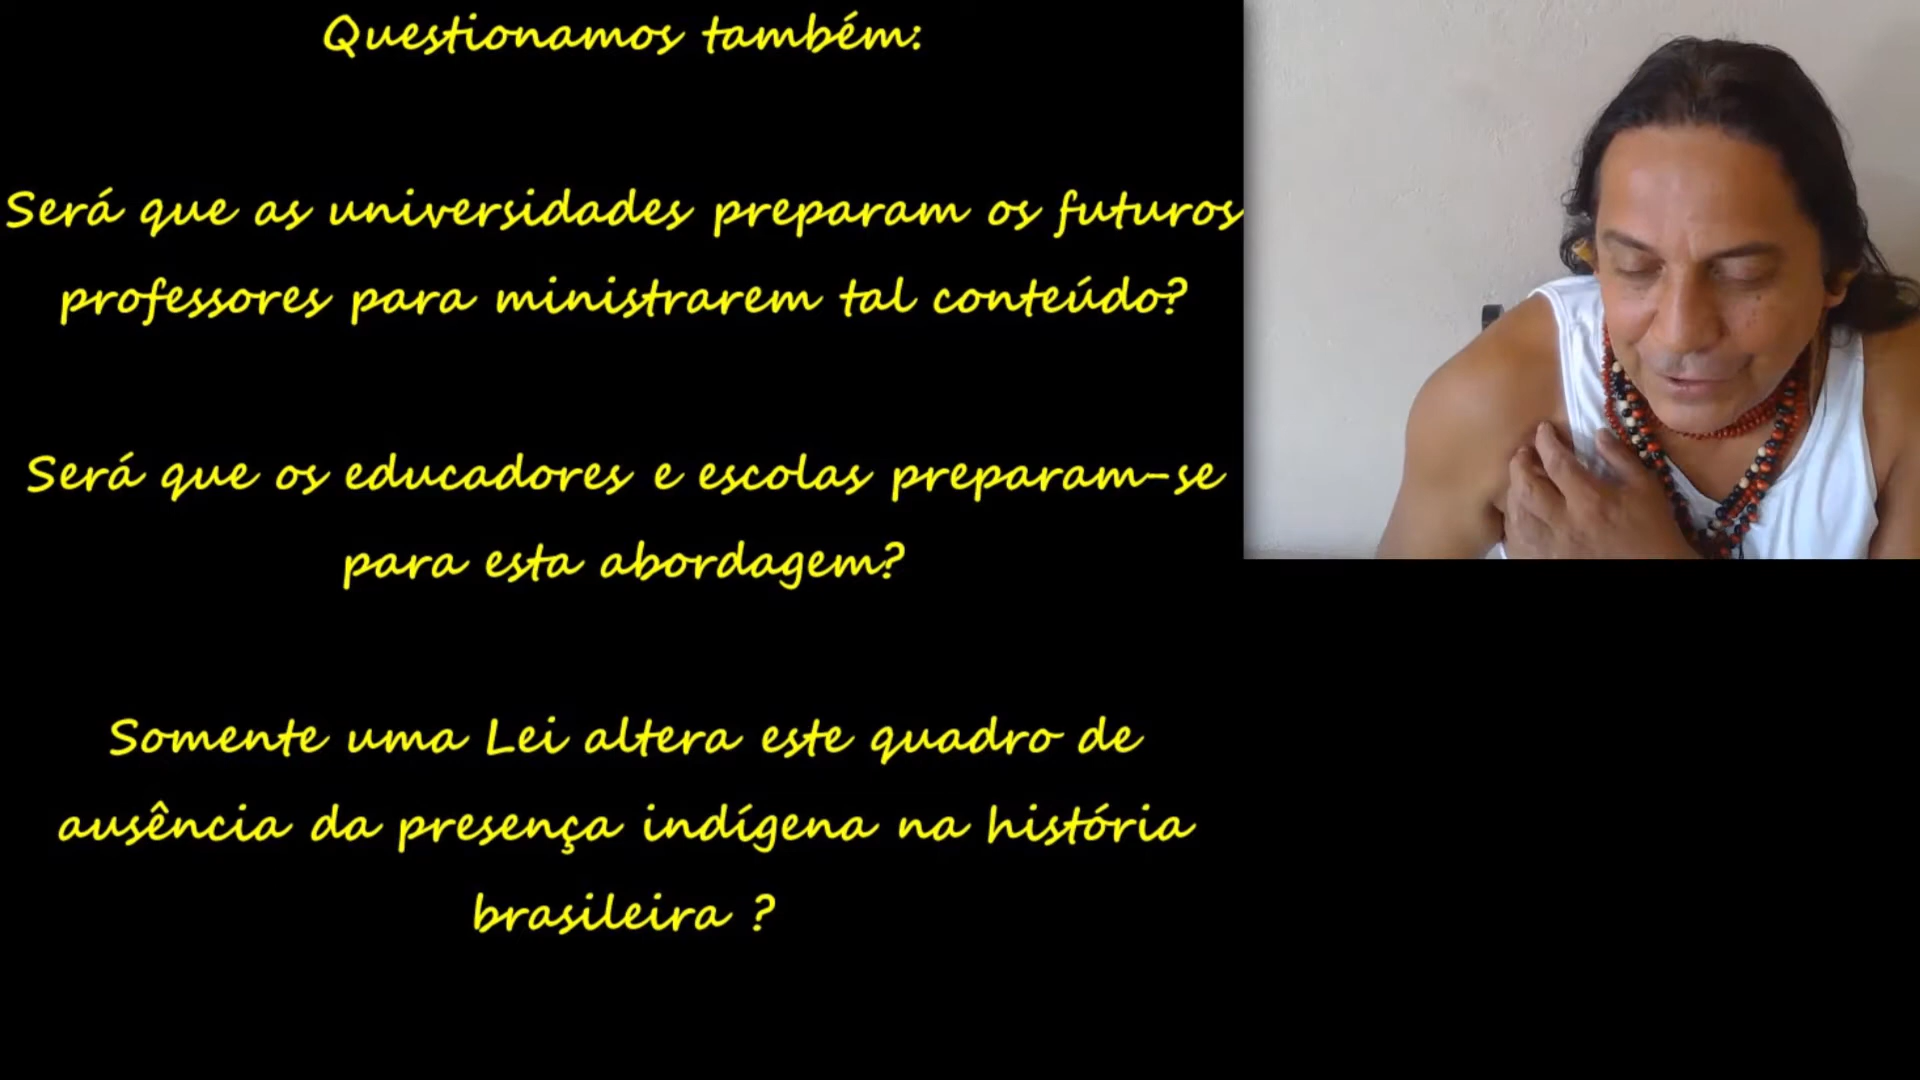 Questionamos também:
Será que as universidades preparam os futuros
professores para ministrarem tal conteúdo?
Será que os educadores e escolas preparam-se
para esta abordagem?
Somente uma Lei altera este quadro de
ausência da presença indígena na história
brasileira ?